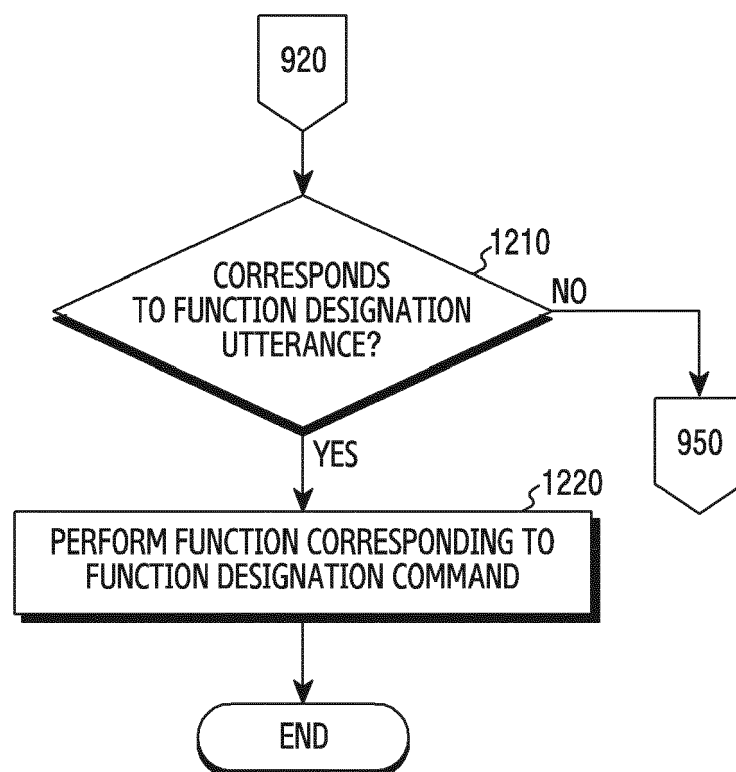 920
1210
CORRESPONDS
TO FUNCTION DESIGNATION
UTTERANCE?
NO
950
YES
1220
PERFORM FUNCTION CORRESPONDING TO
FUNCTION DESIGNATION COMMAND
END